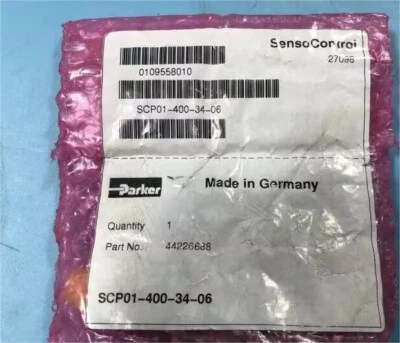 SensoControl
27098
0109558010
SCP01-400-34-06
Parker
Made in Germany
Quantity 1
Part No. 44226638
SCP01-400-34-06